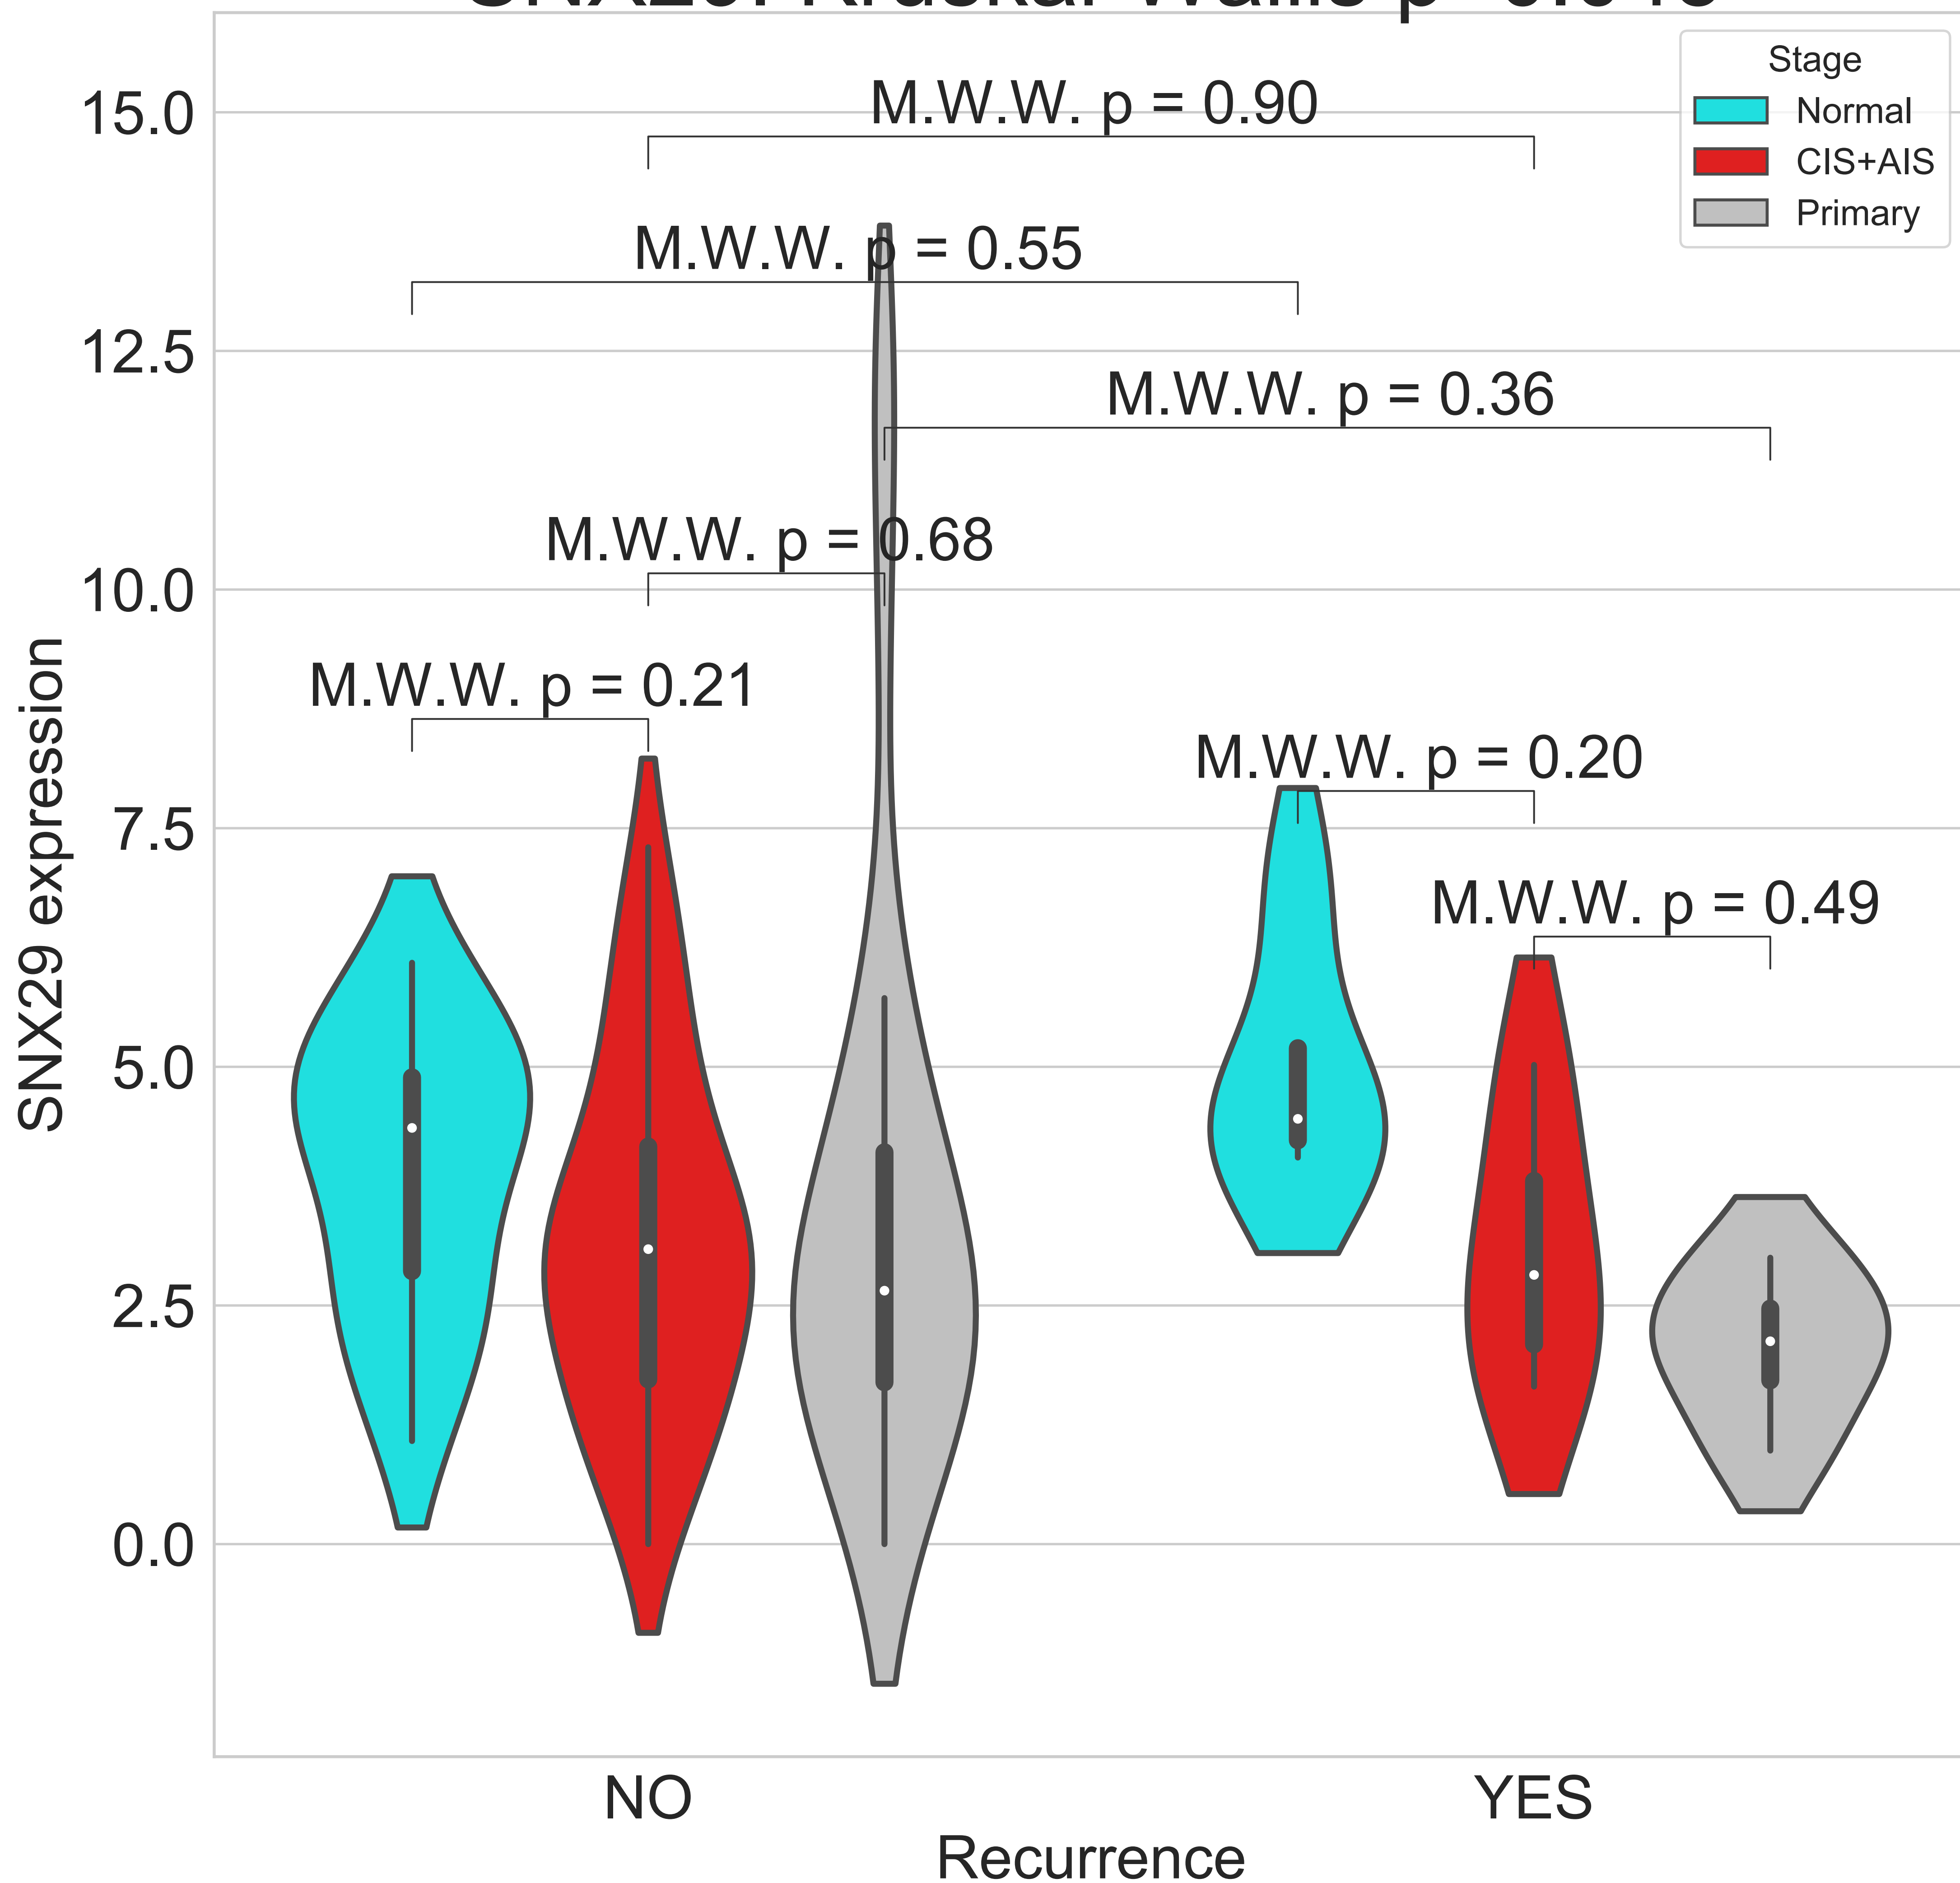 Stage
Normal
CIS+AIS
Primary
15.0
12.5
10.0
7.5
5.0
2.5
0.0
SNX29 expression
M.W.W. p = 0.90
M.W.W. p = 0.55
M.W.W. p = 0.36
M.W.W. p = 0.68
M.W.W. p = 0.21
M.W.W. p = 0.20
M.W.W. p = 0.49
NO
YES
Recurrence